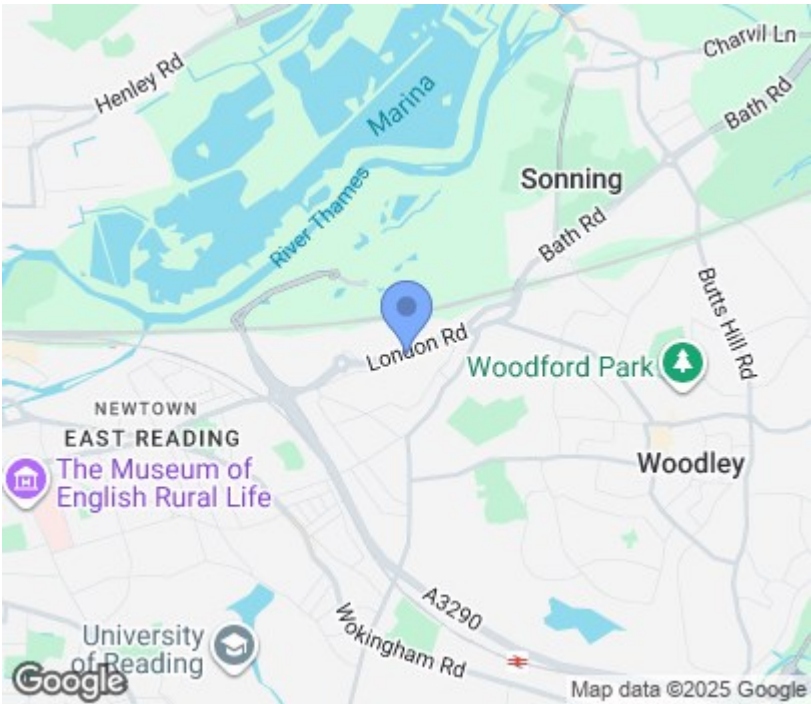 Charvil Ln
Henley Rd
Marina
Bath Rd
Sonning
River Thames
Bath Rd
Butts Hill Rd
London Rd
Woodford Park
NEWTOWN
EAST READING
The Museum of
English Rural Life
Woodley
A3290
Wokingham Rd
University
of Reading
Google
Map data ©2025 Google